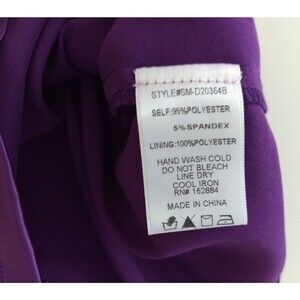 STYLE#SM-D20364B
SELF:95%POLYESTER
5%SPANDEX
LINING:100%POLYESTER
HAND WASH COLD
DO NOT BLEACH
LINE DRY
COOL IRON
RN# 162884
MADE IN CHINA